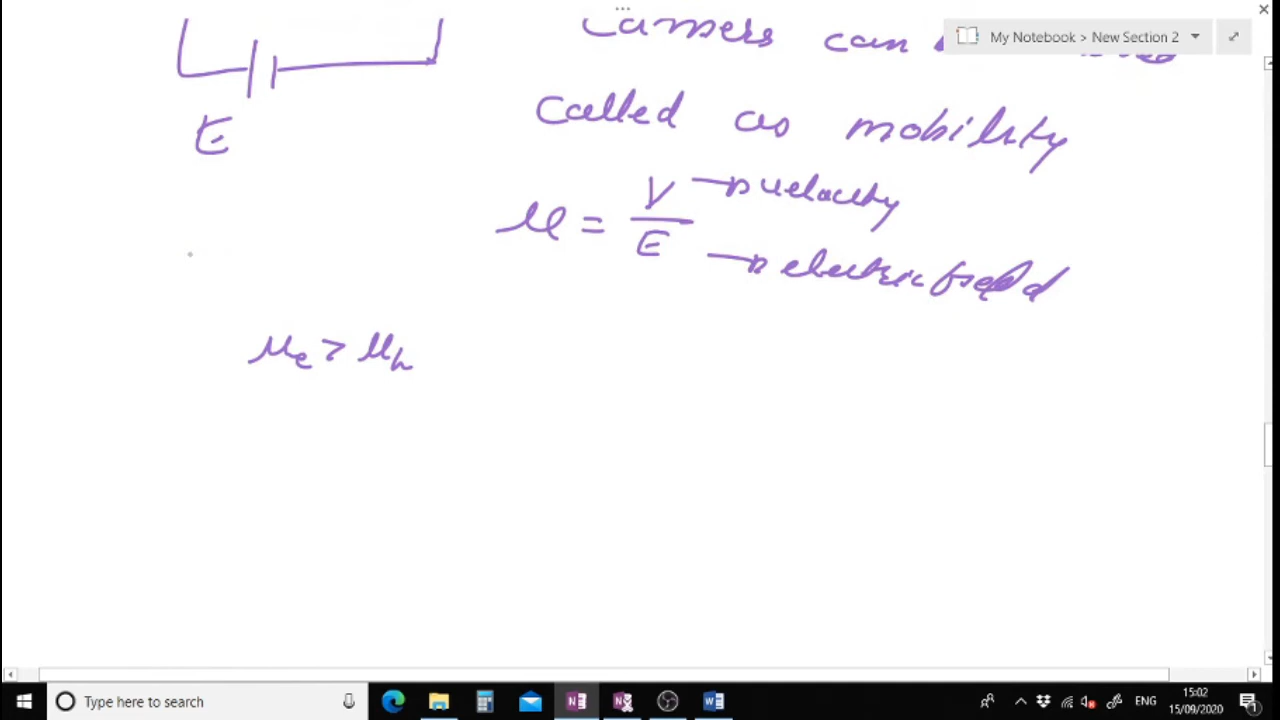 My Notebook > New Section 2
Carriers can
called as mobility
E
μ = V → velocity
E → electric field
μe > μh
Type here to search
ENG
15:02
15/09/2020
1